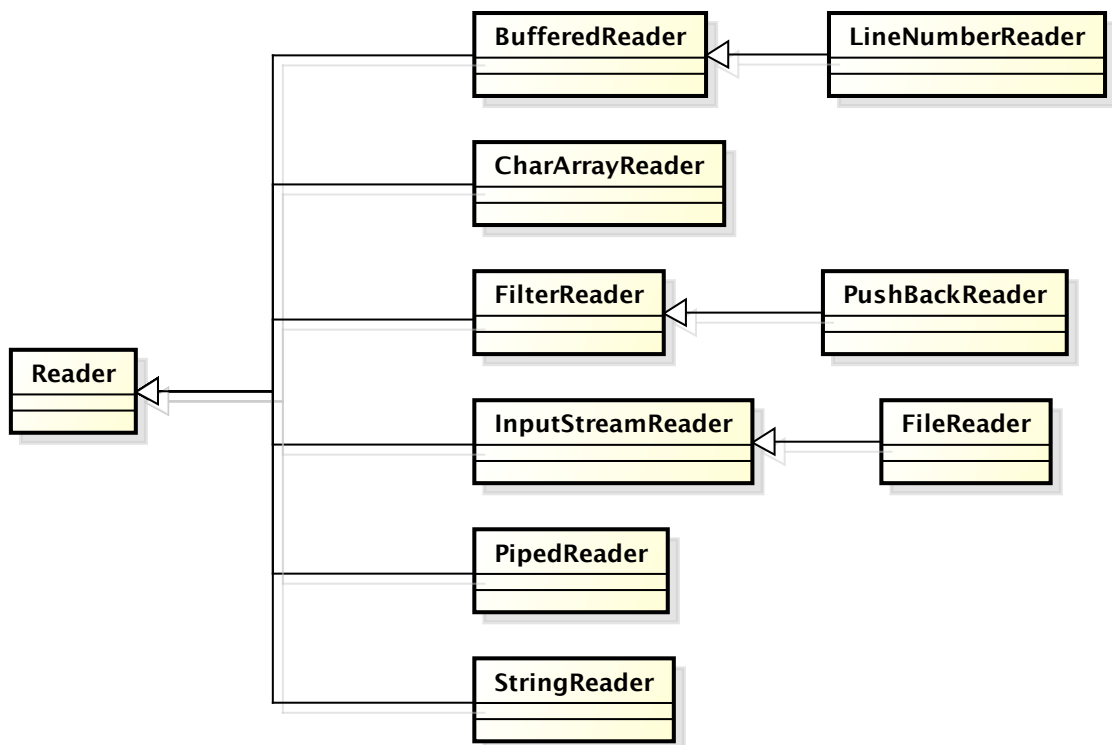 BufferedReader
LineNumberReader
CharArrayReader
FilterReader
PushBackReader
Reader
InputStreamReader
FileReader
PipedReader
StringReader